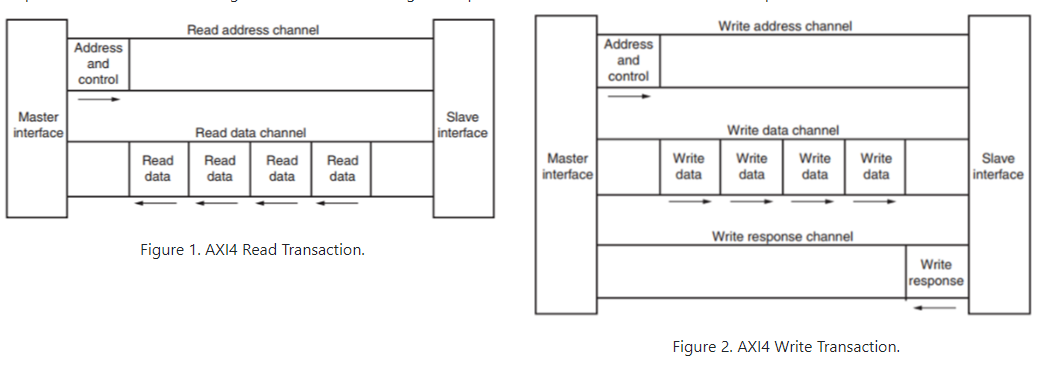 Read address channel
Address
and
control
Master
interface
Slave
interface
Read data channel
Read
data
Read
data
Read
data
Read
data
Figure 1. AXI4 Read Transaction.
Write address channel
Address
and
control
Write data channel
Master
interface
Write
data
Write
data
Write
data
Write
data
Slave
interface
Write response channel
Write
response
Figure 2. AXI4 Write Transaction.